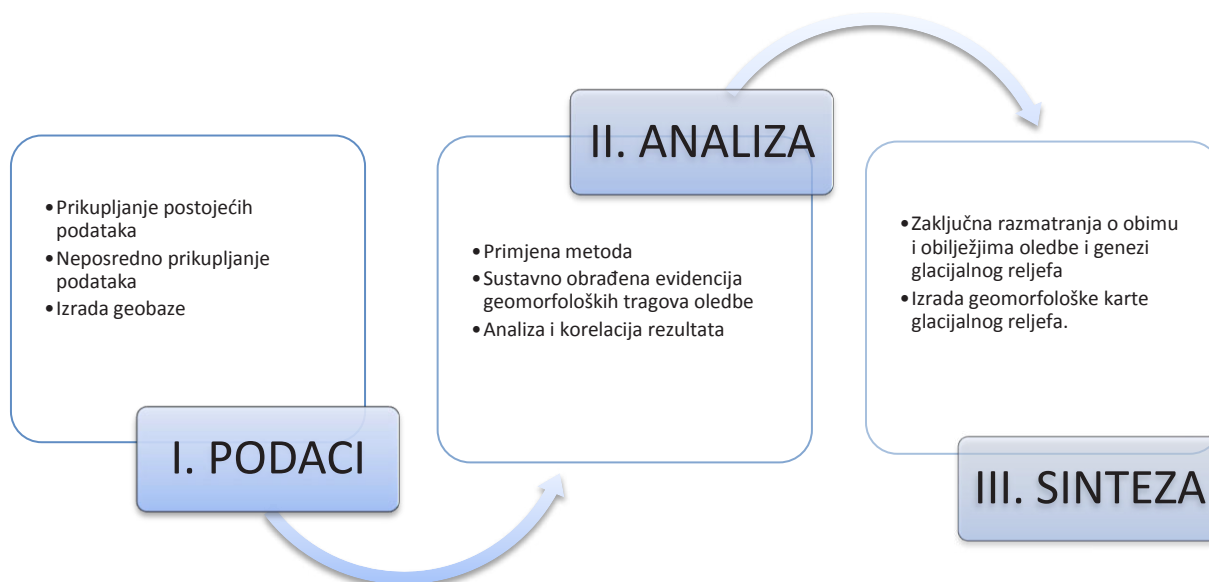 •Prikupljanje postojećih
podataka
•Neposredno prikupljanje
podataka
•Izrada geobaze
I. PODACI
II. ANALIZA
•Primjena metoda
•Sustavno obrađena evidencija
geomorfoloških tragova oledbe
•Analiza i korelacija rezultata
•Zaključna razmatranja o obimu
i obilježjima oledbe i genezi
glacijalnog reljefa
•Izrada geomorfološke karte
glacijalnog reljefa.
III. SINTEZA